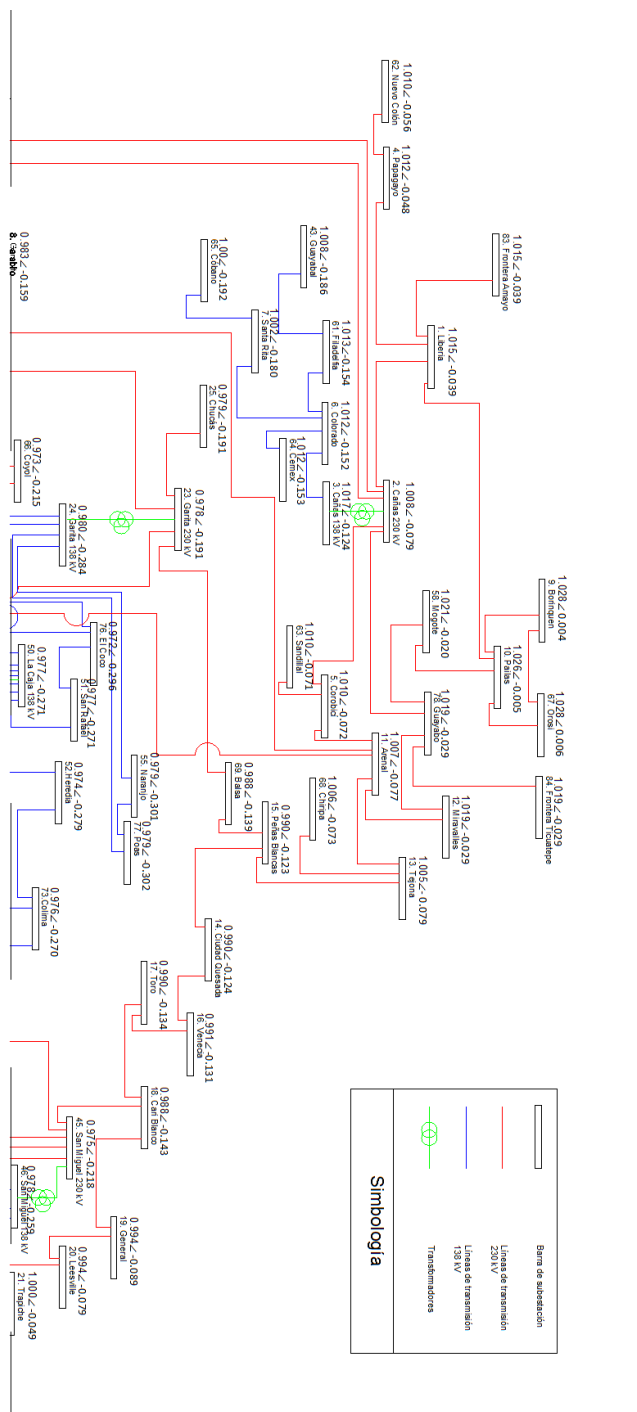 1.010∠-0.056
62. Nuevo Colón
1.012∠-0.048
4. Papagayo
1.015∠-0.039
83. Frontera Amayo
1.015∠-0.039
1. Liberia
1.008∠-0.186
43. Guayabal
1.00∠-0.192
65. Cobano
1.002∠-0.180
7. Santa Rita
1.013∠-0.154
61. Filadelfia
1.012∠-0.152
6. Colorado
1.012∠-0.153
64. Cemex
1.017∠-0.124
3. Cañas 138 kV
1.008∠-0.079
2. Cañas 230 kV
0.983∠-0.159
8. Garabito
0.979∠-0.191
25. Chucás
0.978∠-0.191
23. Garita 230 kV
0.973∠-0.215
66. Coyol
0.980∠-0.284
24. Garita 138 kV
0.972∠-0.296
76. El Coco
0.977∠-0.271
50. La Caja 138 kV
0.977∠-0.271
51. San Rafael
0.974∠-0.279
52. Heredia
0.976∠-0.270
73. Colima
0.979∠-0.301
55. Naranjo
0.979∠-0.302
77. Poas
1.010∠-0.071
63. Sandillal
1.010∠-0.072
5. Corobicí
1.007∠-0.077
11. Arenal
1.021∠-0.020
58. Mogote
1.019∠-0.029
78. Guayabo
1.028∠0.004
9. Borinquen
1.026∠-0.005
10. Pailas
1.028∠0.006
67. Orosi
1.019∠-0.029
84. Frontera Ticuatepe
1.019∠-0.029
12. Miravalles
1.005∠-0.079
13. Tejona
1.006∠-0.073
68. Chiripa
0.988∠-0.139
69. Balsa
0.990∠-0.123
15. Peñas Blancas
0.990∠-0.124
14. Ciudad Quesada
0.991∠-0.131
16. Venecia
0.990∠-0.134
17. Toro
0.988∠-0.143
18. Cari Blanco
0.975∠-0.218
45. San Miguel 230 kV
0.978∠-0.259
46. San Miguel 138 kV
0.994∠-0.089
19. General
0.994∠-0.079
20. Leesville
1.000∠-0.049
21. Trapiche
Simbología
Barra de subestación
Líneas de transmisión
230 kV
Líneas de transmisión
138 kV
Transformadores